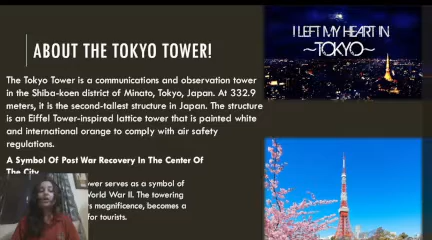 ABOUT THE TOKYO TOWER!
I LEFT MY HEART IN
~TOKYO~
The Tokyo Tower is a communications and observation tower
in the Shiba-koen district of Minato, Tokyo, Japan. At 332.9
meters, it is the second-tallest structure in Japan. The structure
is an Eiffel Tower-inspired lattice tower that is painted white
and international orange to comply with air safety
regulations.
A Symbol Of Post War Recovery In The Center Of
The City
ower serves as a symbol of
World War II. The towering
magnificence, becomes a
for tourists.